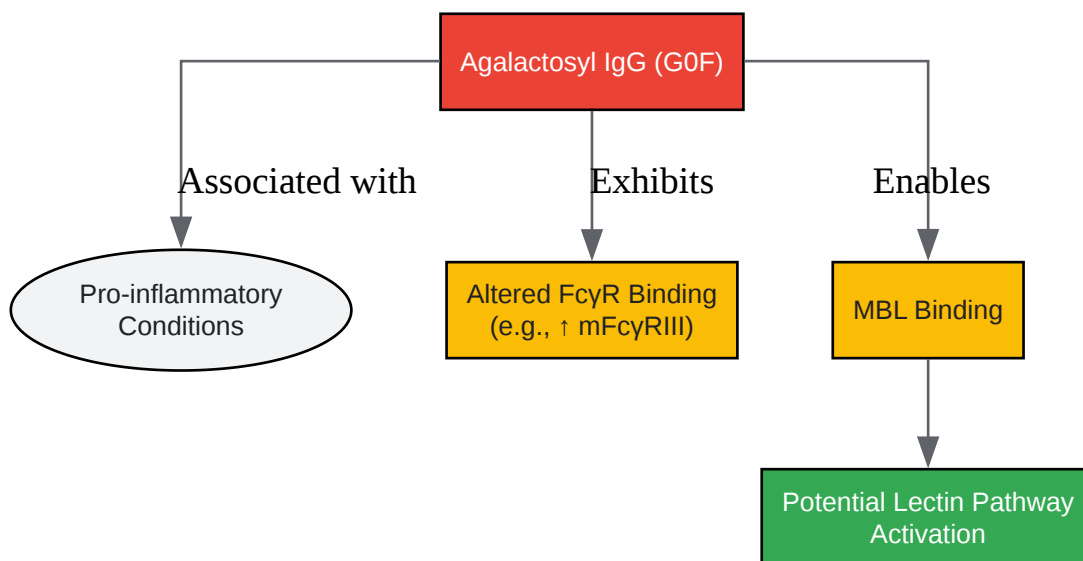 Agalactosyl IgG (G0F)
Associated with
Exhibits
Enables
Pro-inflammatory
Conditions
Altered FcγR Binding
(e.g., ↑ mFcγRIII)
MBL Binding
Potential Lectin Pathway
Activation